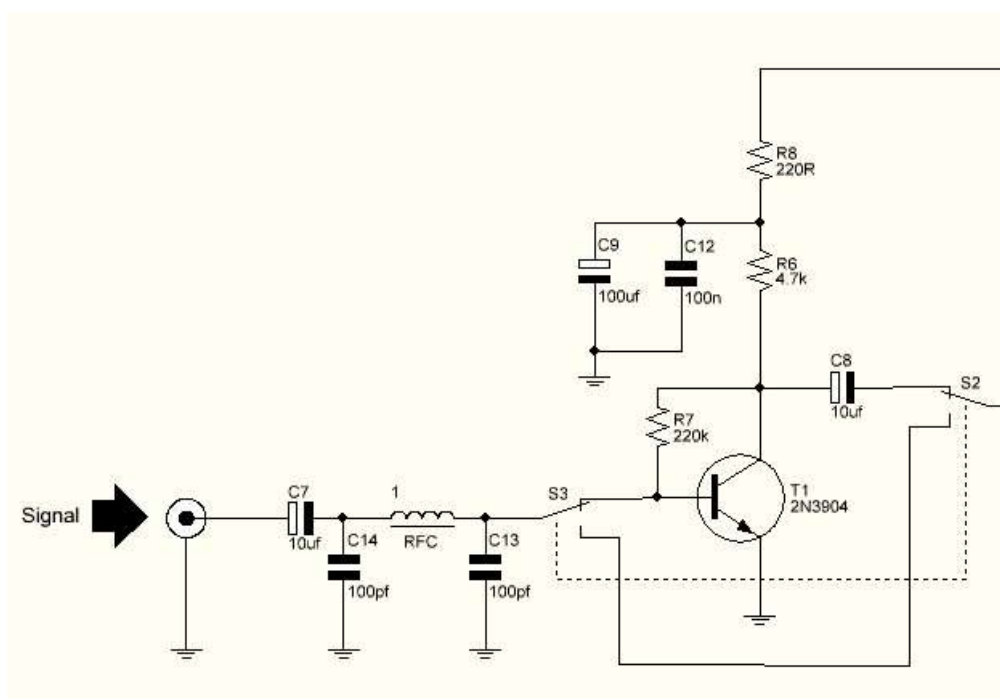 R8
220R
C9
C12
R6
4.7k
100uf
100n
C8
S2
10uf
R7
220k
T1
2N3904
Signal
C7
1
S3
10uf
C14
RFC
C13
100pf
100pf